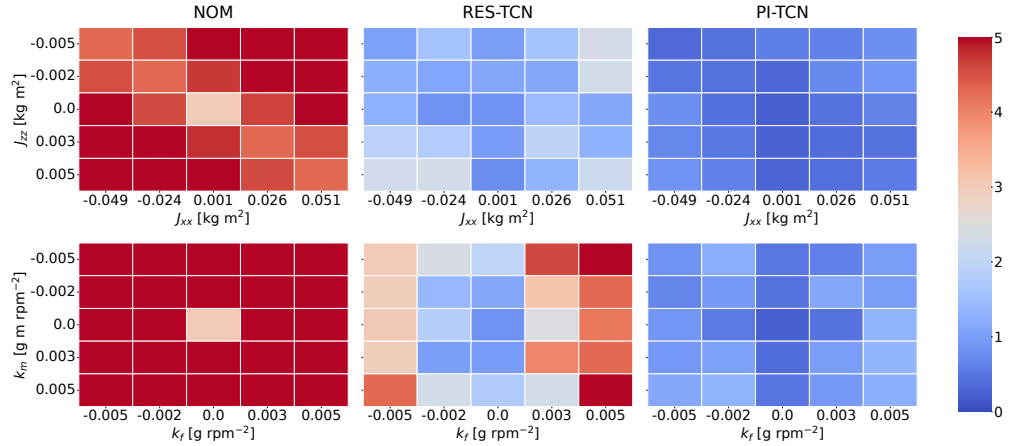 NOM RES-TCN PI-TCN
J_zz [kg m²]
-0.005
-0.002
0.0
0.003
0.005
-0.049 -0.024 0.001 0.026 0.051
J_xx [kg m²]
-0.049 -0.024 0.001 0.026 0.051
J_xx [kg m²]
-0.049 -0.024 0.001 0.026 0.051
J_xx [kg m²]
k_m [g m rpm⁻²]
-0.005
-0.002
0.0
0.003
0.005
-0.005 -0.002 0.0 0.003 0.005
k_f [g rpm⁻²]
-0.005 -0.002 0.0 0.003 0.005
k_f [g rpm⁻²]
-0.005 -0.002 0.0 0.003 0.005
k_f [g rpm⁻²]
5
4
3
2
1
0